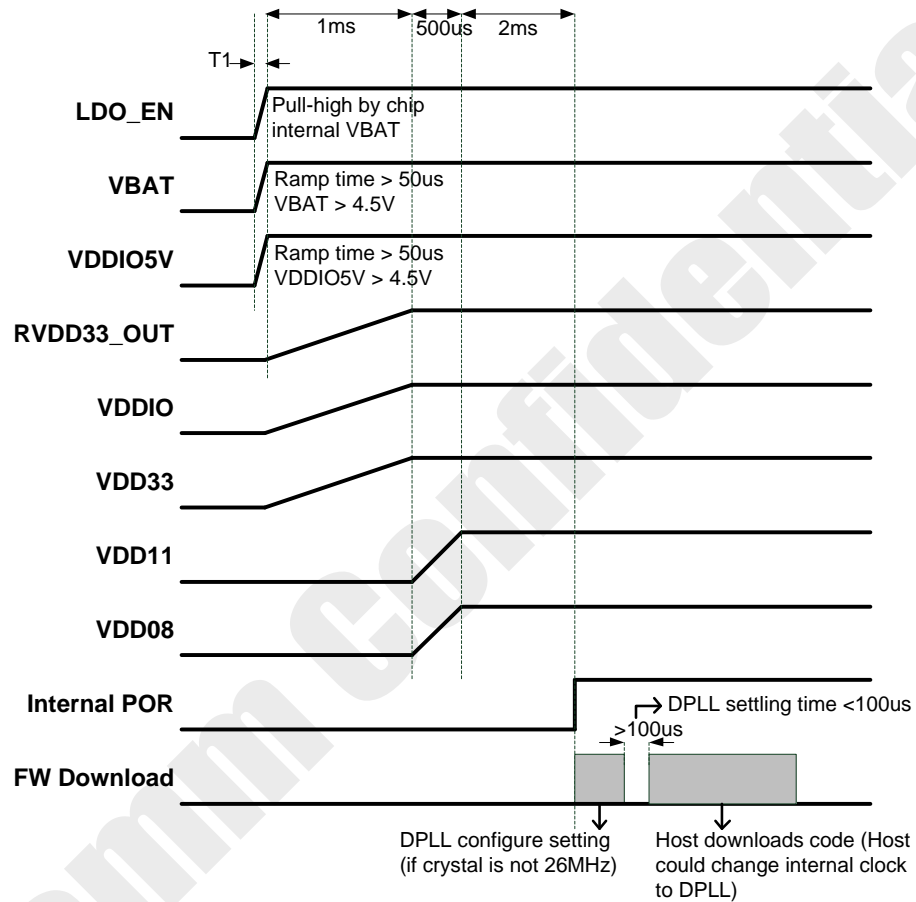 1ms
500us
2ms
T1
LDO_EN
Pull-high by chip
internal VBAT
VBAT
Ramp time > 50us
VBAT > 4.5V
VDDIO5V
Ramp time > 50us
VDDIO5V > 4.5V
RVDD33_OUT
VDDIO
VDD33
VDD11
VDD08
Internal POR
DPLL settling time <100us
>100us
FW Download
DPLL configure setting
(if crystal is not 26MHz)
Host downloads code (Host
could change internal clock
to DPLL)